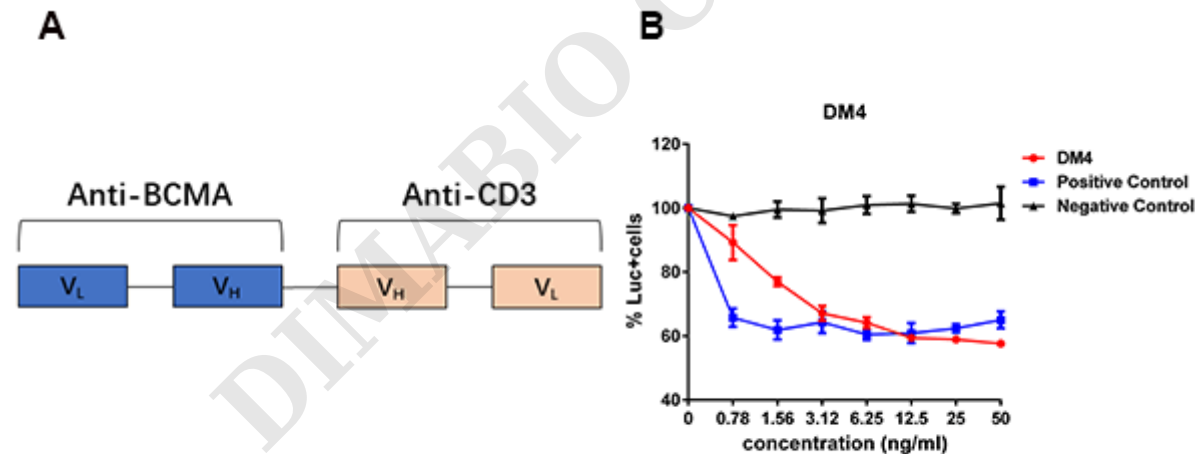 A
Anti-BCMA
Anti-CD3
VL
VH
VH
VL
B
DM4
% Luc+cells
120
100
80
60
40
0 0.78 1.56 3.12 6.25 12.5 25 50
concentration (ng/ml)
DM4
Positive Control
Negative Control
DIMABIO C